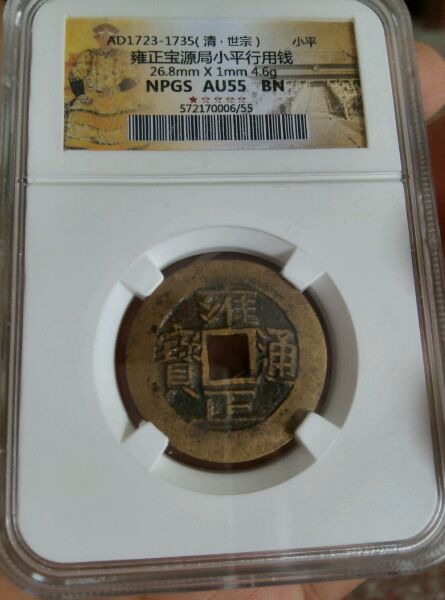 AD1723-1735(清·世宗) 小平
雍正宝源局小平行用钱
26.8mm X 1mm 4.6g
NPGS AU55 BN
572170006/55
雍
寶 通
正